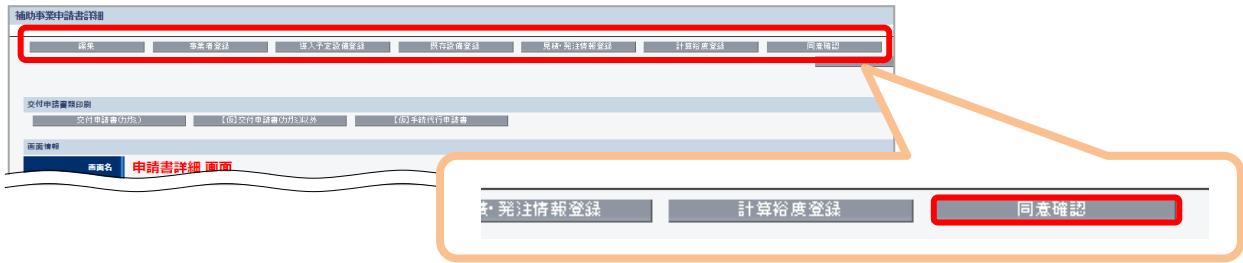 補助事業申請書詳細
編集 事業者登録 導入予定設備登録 既存設備登録 見積・発注情報登録 計算裕度登録 同意確認
交付申請書類印刷
交付申請書(カガミ) 【仮】交付申請書(カガミ)以外 【仮】手続代行申請書
画面情報
画面名 申請書詳細 画面
・発注情報登録 計算裕度登録 同意確認